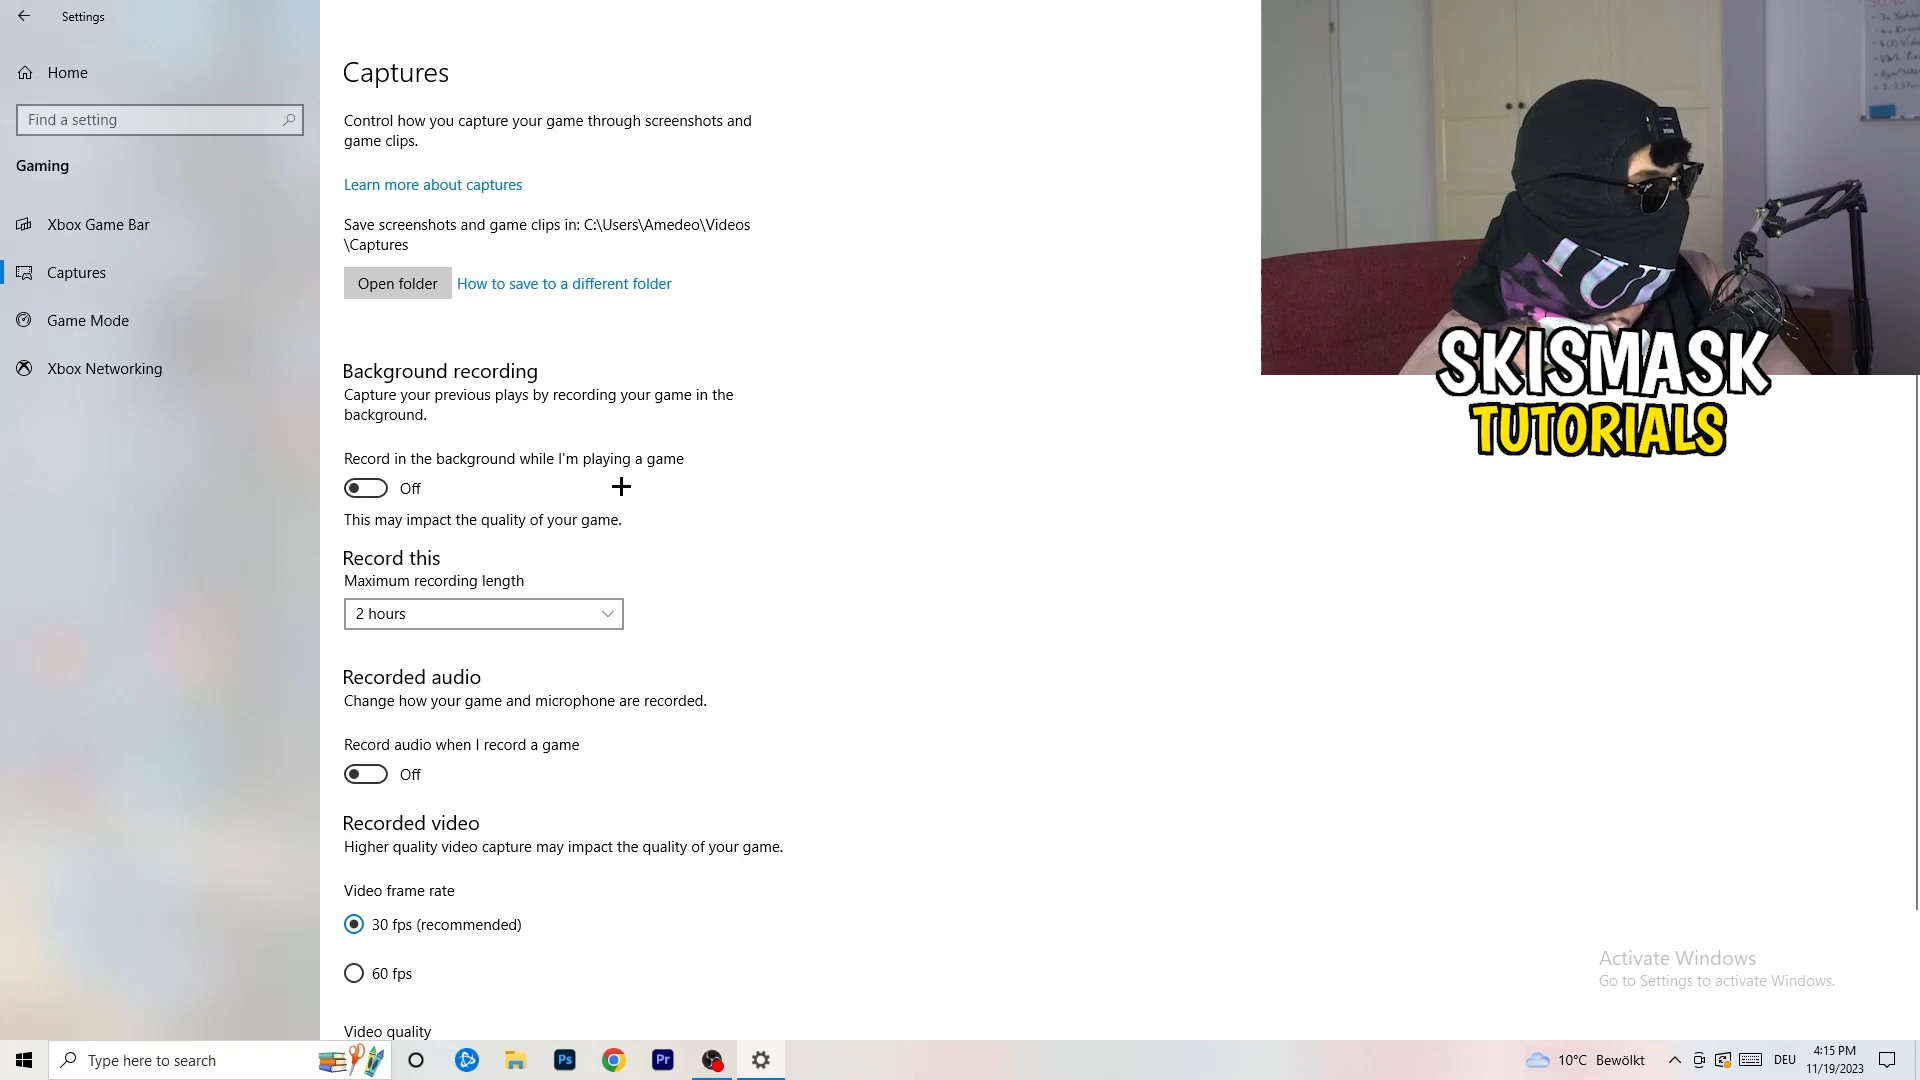 Settings
Home
Find a setting
Gaming
Xbox Game Bar
Captures
Game Mode
Xbox Networking
Captures
Control how you capture your game through screenshots and
game clips.
Learn more about captures
Save screenshots and game clips in: C:\Users\Amedeo\Videos
\Captures
Open folder
How to save to a different folder
Background recording
Capture your previous plays by recording your game in the
background.
Record in the background while I'm playing a game
Off
This may impact the quality of your game.
Record this
Maximum recording length
2 hours
Recorded audio
Change how your game and microphone are recorded.
Record audio when I record a game
Off
Recorded video
Higher quality video capture may impact the quality of your game.
Video frame rate
30 fps (recommended)
60 fps
Video quality
SKISMASK
TUTORIALS
Activate Windows
Go to Settings to activate Windows.
Type here to search
Ps
Pr
10°C Bewölkt
DEU
4:15 PM
11/19/2023